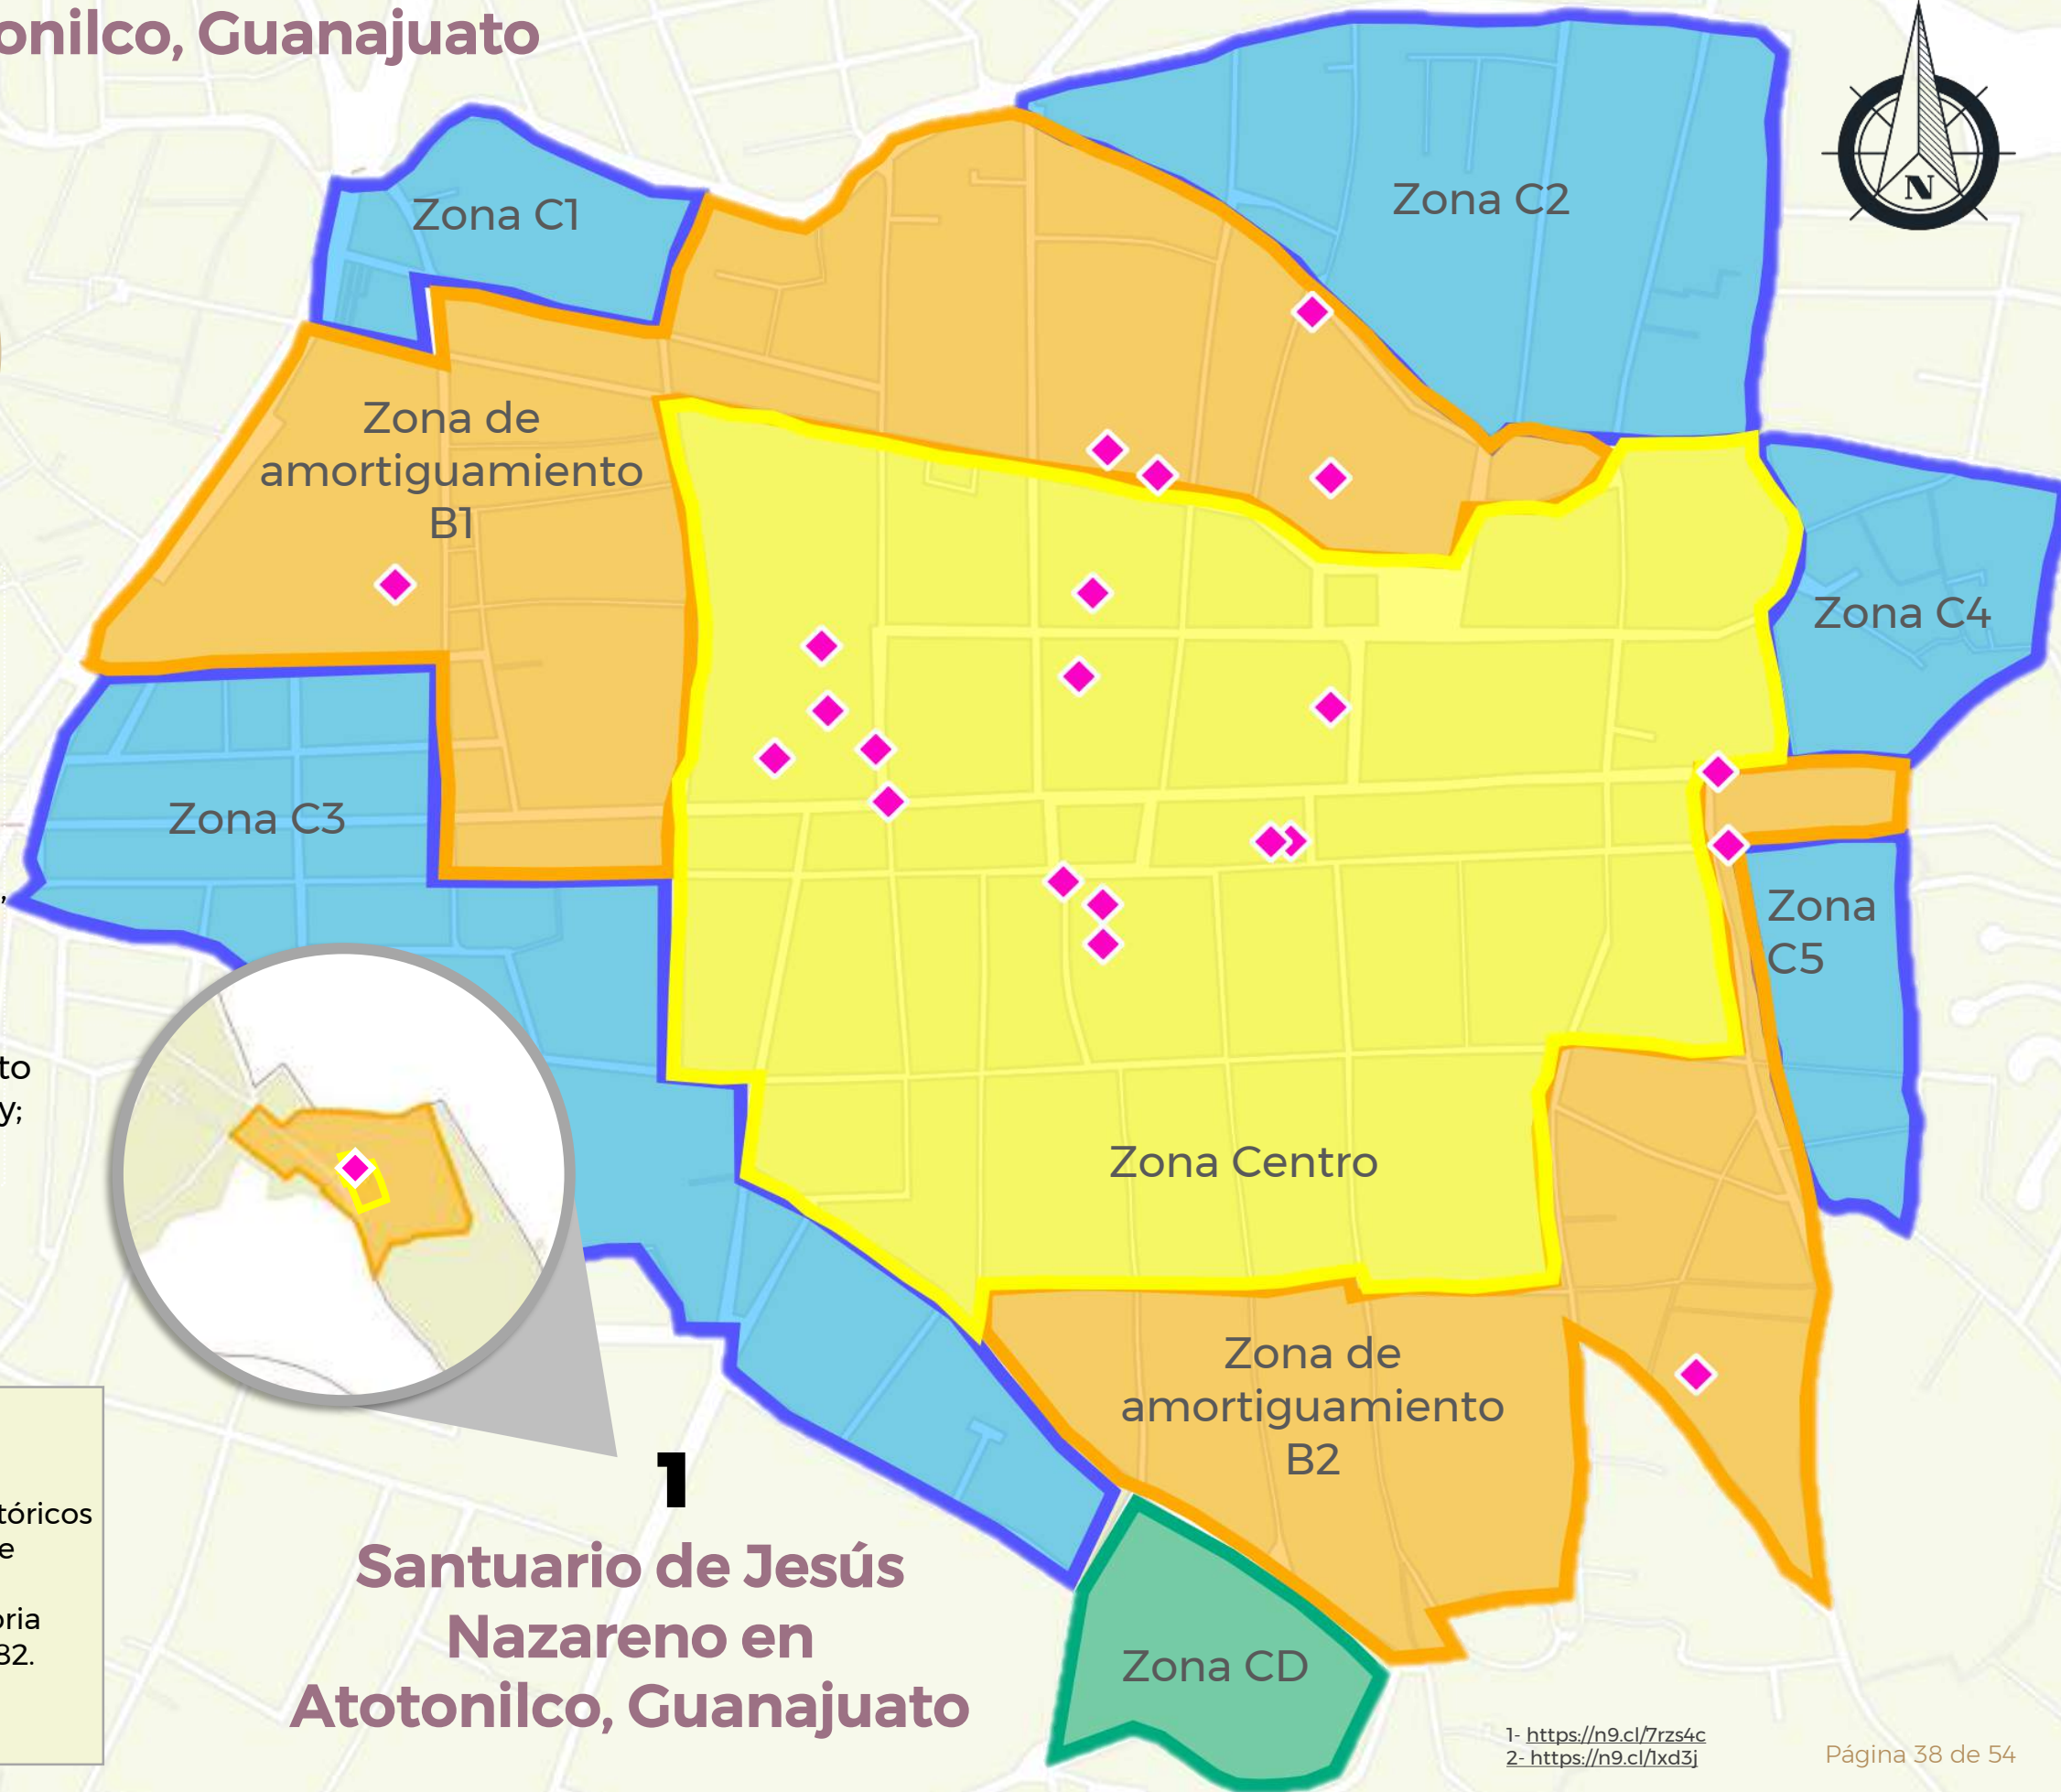 onilco, Guanajuato
N
Zona C1
Zona C2
Zona de
amortiguamiento
B1
Zona C4
Zona C3
,
Zona
C5
to
y;
Zona Centro
Zona de
amortiguamiento
B2
1
tóricos
e
oria
82.
Santuario de Jesús
Nazareno en
Atotonilco, Guanajuato
Zona CD
1- https://n9.cl/7rzs4c
2- https://n9.cl/1xd3j
Página 38 de 54